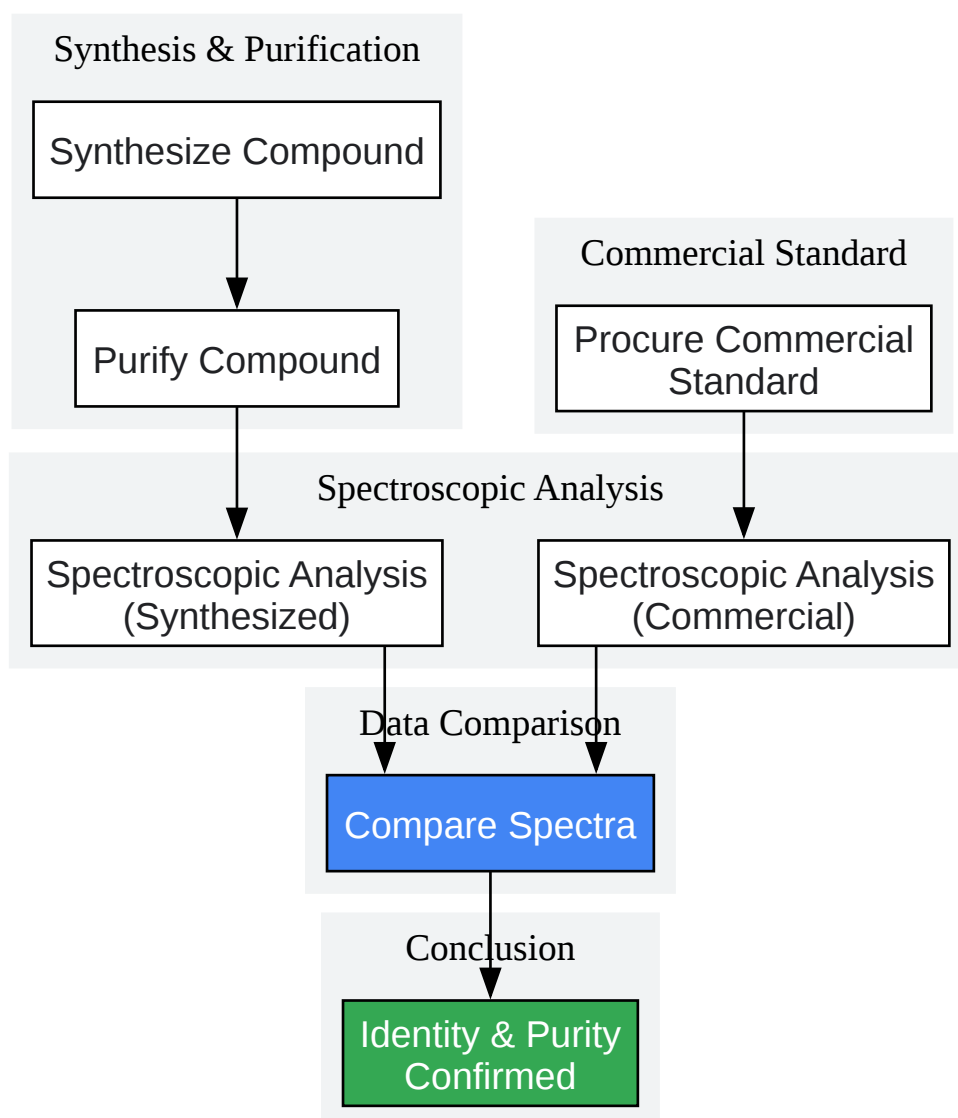 Synthesis & Purification
Synthesize Compound
Purify Compound
Commercial Standard
Procure Commercial
Standard
Spectroscopic Analysis
Spectroscopic Analysis
(Synthesized)
Spectroscopic Analysis
(Commercial)
Data Comparison
Compare Spectra
Conclusion
Identity & Purity
Confirmed